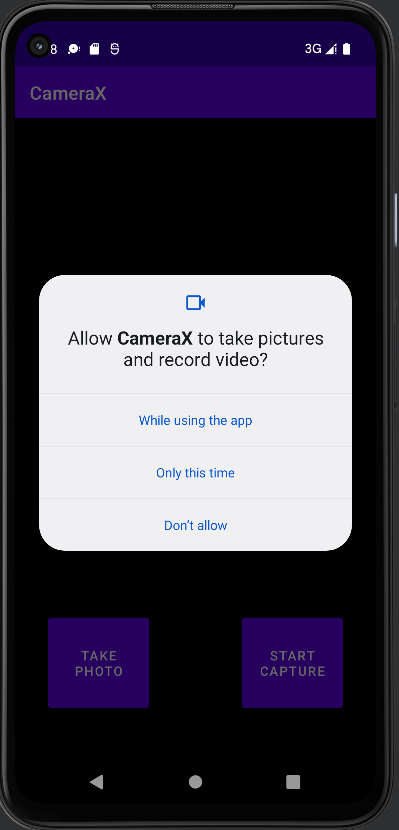 8
3G
CameraX
Allow CameraX to take pictures
and record video?
While using the app
Only this time
Don't allow
TAKE
PHOTO
START
CAPTURE